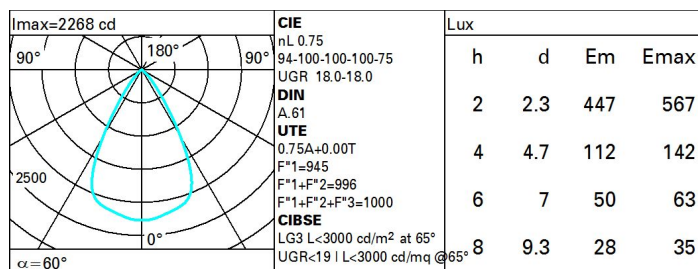 Imax=2268 cd
90°
180°
90°
2500
0°
α=60°
CIE
nL 0.75
94-100-100-100-75
UGR 18.0-18.0
DIN
A.61
UTE
0.75A+0.00T
F"1=945
F"1+F"2=996
F"1+F"2+F"3=1000
CIBSE
LG3 L<3000 cd/m² at 65°
UGR<19 | L<3000 cd/mq @65°
Lux
h d Em Emax
2 2.3 447 567
4 4.7 112 142
6 7 50 63
8 9.3 28 35